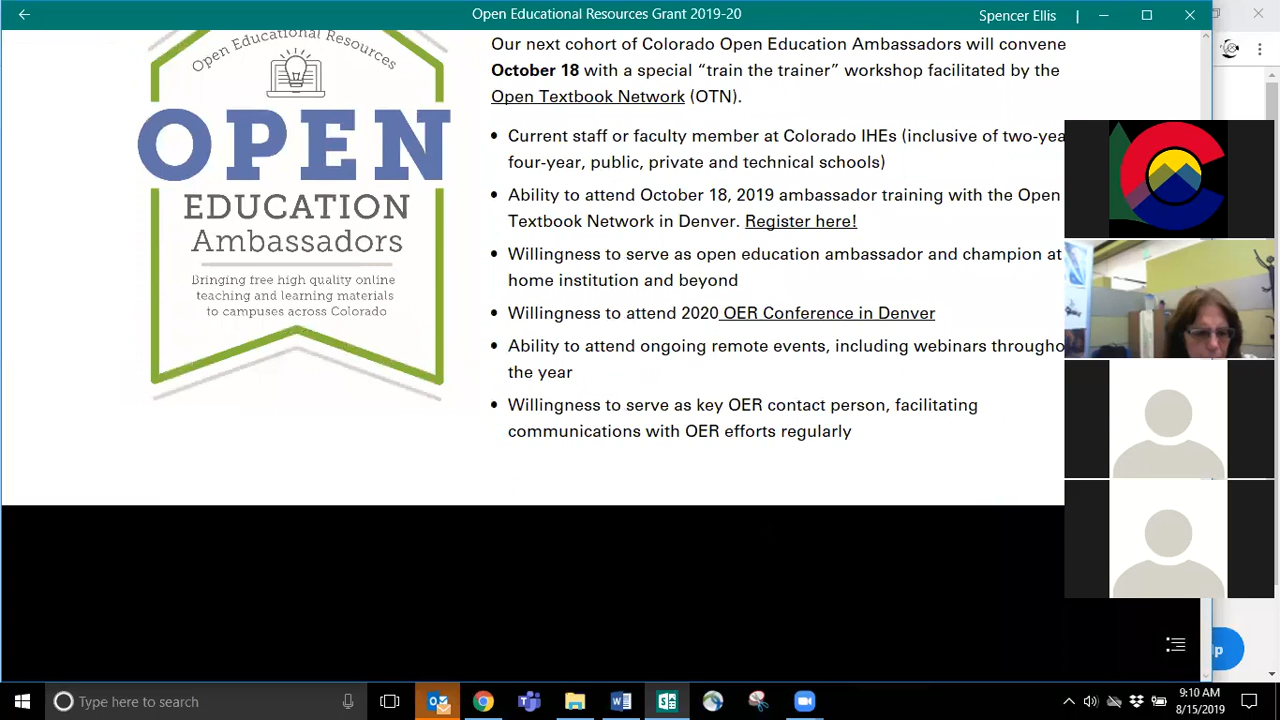 Open Educational Resources Grant 2019-20
Spencer Ellis
Open Educational Resources
OPEN
EDUCATION
Ambassadors
Bringing free high quality online
teaching and learning materials
to campuses across Colorado
Our next cohort of Colorado Open Education Ambassadors will convene
October 18 with a special “train the trainer” workshop facilitated by the
Open Textbook Network (OTN).
• Current staff or faculty member at Colorado IHEs (inclusive of two-yea
four-year, public, private and technical schools)
• Ability to attend October 18, 2019 ambassador training with the Open
Textbook Network in Denver. Register here!
• Willingness to serve as open education ambassador and champion at
home institution and beyond
• Willingness to attend 2020 OER Conference in Denver
• Ability to attend ongoing remote events, including webinars througho
the year
• Willingness to serve as key OER contact person, facilitating
communications with OER efforts regularly
lp
Type here to search
9:10 AM
8/15/2019